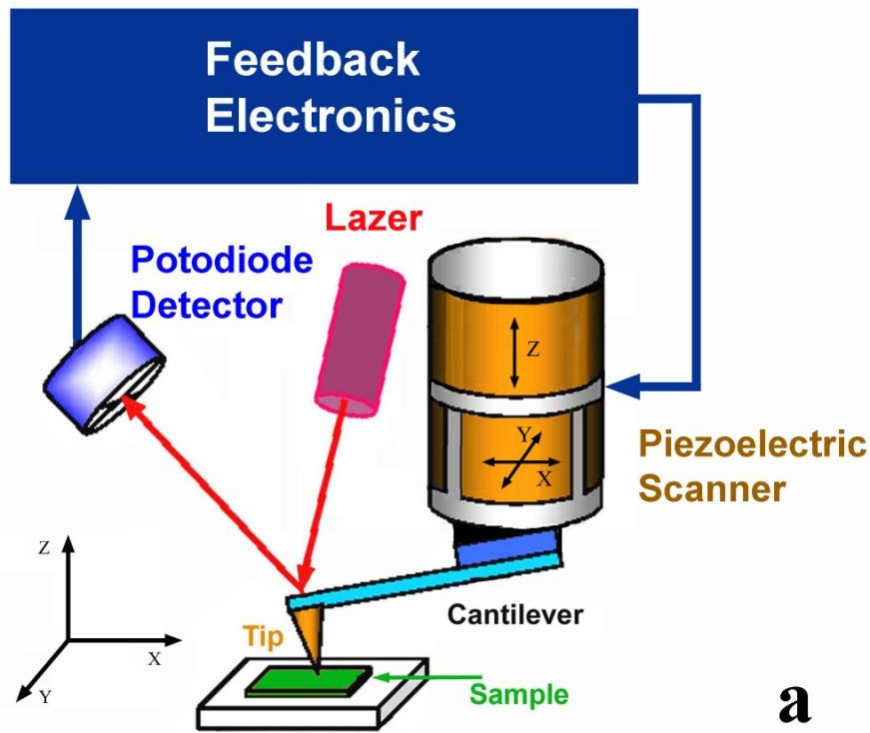 Feedback
Electronics
Lazer
Potodiode
Detector
Z
Y
X
Piezoelectric
Scanner
Z
X
Y
Cantilever
Tip
Sample
a